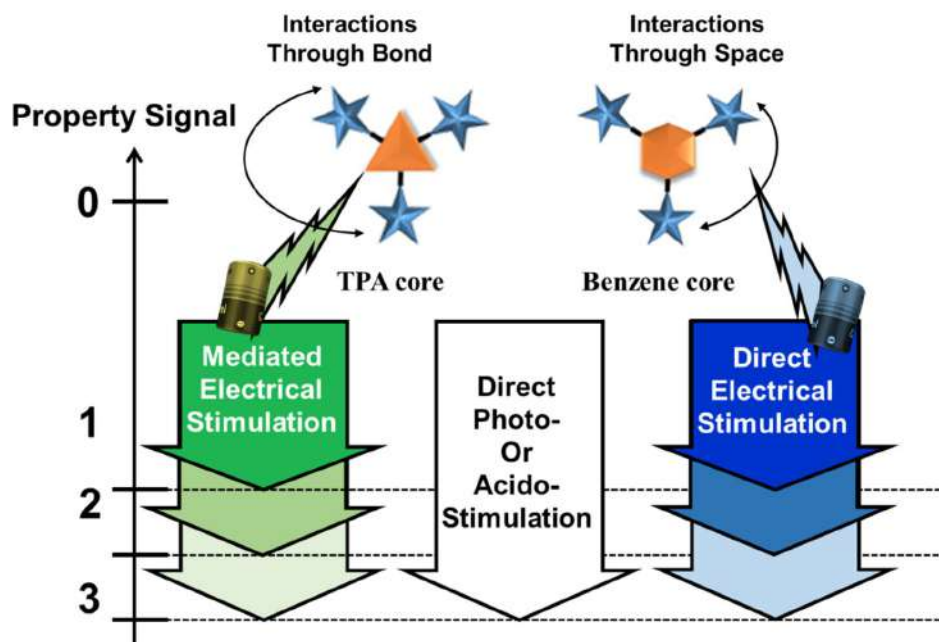 Interactions
Through Bond
Interactions
Through Space
Property Signal
0
TPA core
Benzene core
Mediated
Electrical
Stimulation
Direct
Photo-
Or
Acido-
Stimulation
Direct
Electrical
Stimulation
1
2
3